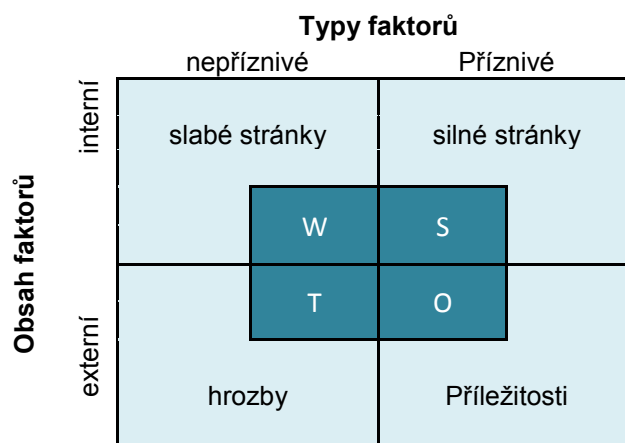 Typy faktorů
nepříznivé Příznivé
Obsah faktorů
interní
slabé stránky silné stránky
W S
T O
externí
hrozby Příležitosti